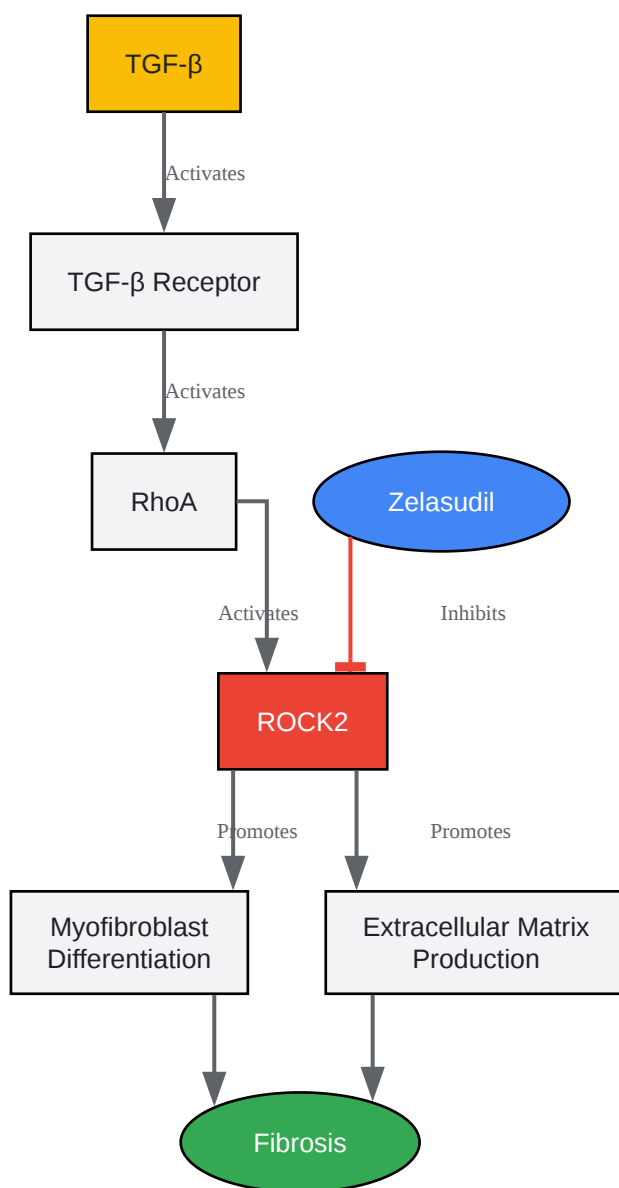 TGF-β
Activates
TGF-β Receptor
Activates
RhoA
Zelasudil
Activates
Inhibits
ROCK2
Promotes
Promotes
Myofibroblast
Differentiation
Extracellular Matrix
Production
Fibrosis